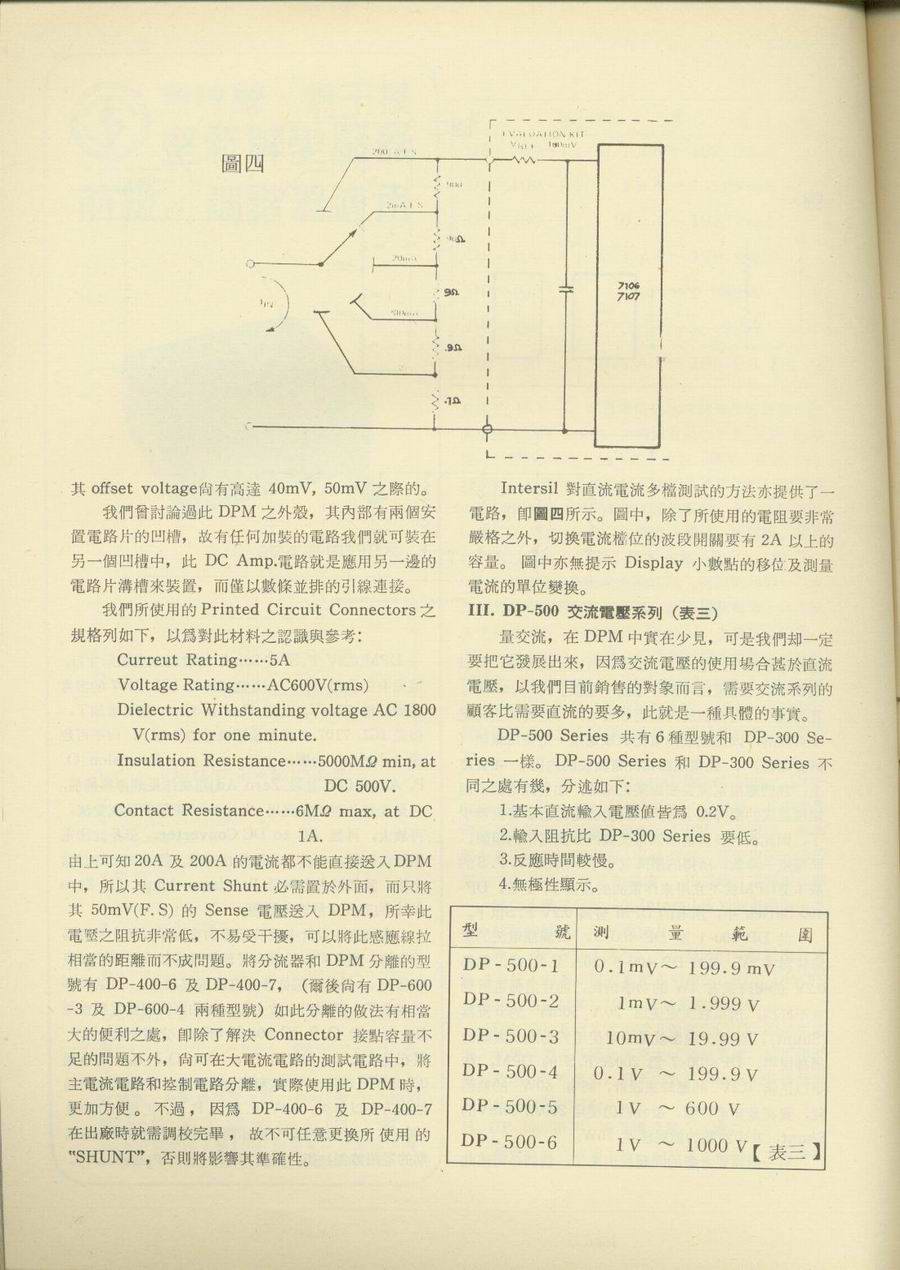 圖四
EVALUATION KIT
2mA F.S
9Ω
.9Ω
.1Ω
7106
7107
其 offset voltage尙有高達 40mV, 50mV 之際的。
我們曾討論過此 DPM 之外殼，其內部有兩個安
置電路片的凹槽，故有任何加裝的電路我們就可裝在
另一個凹槽中，此 DC Amp.電路就是應用另一邊的
電路片溝槽來裝置，而僅以數條並排的引線連接。
我們所使用的 Printed Circuit Connectors 之
規格列如下，以爲對此材料之認識與參考：
Curreut Rating……5A
Voltage Rating……AC600V(rms)
Dielectric Withstanding voltage AC 1800
V(rms) for one minute.
Insulation Resistance……5000MΩ min, at
DC 500V.
Contact Resistance……6MΩ max, at DC
1A.
由上可知 20A 及 200A 的電流都不能直接送入DPM
中，所以其 Current Shunt 必需置於外面，而只將
其 50mV(F. S) 的 Sense 電壓送入 DPM，所幸此
電壓之阻抗非常低，不易受干擾，可以將此感應線拉
相當的距離而不成問題。將分流器和 DPM 分離的型
號有 DP-400-6 及 DP-400-7，（爾後尙有 DP-600
-3 及 DP-600-4 兩種型號）如此分離的做法有相當
大的便利之處，卽除了解決 Connector 接點容量不
足的問題不外，尙可在大電流電路的測試電路中，將
主電流電路和控制電路分離，實際使用此 DPM 時，
更加方便。不過，因爲 DP-400-6 及 DP-400-7
在出廠時就需調校完畢，故不可任意更換所使用的
"SHUNT"，否則將影響其準確性。
Intersil 對直流電流多檔測試的方法亦提供了一
電路，卽圖四所示。圖中，除了所使用的電阻要非常
嚴格之外，切換電流檔位的波段開關要有 2A 以上的
容量。圖中亦無提示 Display 小數點的移位及測量
電流的單位變換。
III. DP-500 交流電壓系列（表三）
量交流，在 DPM 中實在少見，可是我們却一定
要把它發展出來，因爲交流電壓的使用場合甚於直流
電壓，以我們目前銷售的對象而言，需要交流系列的
顧客比需要直流的要多，此就是一種具體的事實。
DP-500 Series 共有 6 種型號和 DP-300 Se-
ries 一樣。 DP-500 Series 和 DP-300 Series 不
同之處有幾，分述如下：
1.基本直流輸入電壓値皆爲 0.2V。
2.輸入阻抗比 DP-300 Series 要低。
3.反應時間較慢。
4.無極性顯示。
型 號 測 量 範 圍
DP-500-1 0.1mV～ 199.9mV
DP-500-2 1mV～ 1.999 V
DP-500-3 10mV～ 19.99 V
DP-500-4 0.1V ～ 199.9V
DP-500-5 1V ～ 600 V
DP-500-6 1V ～ 1000 V
【表三】